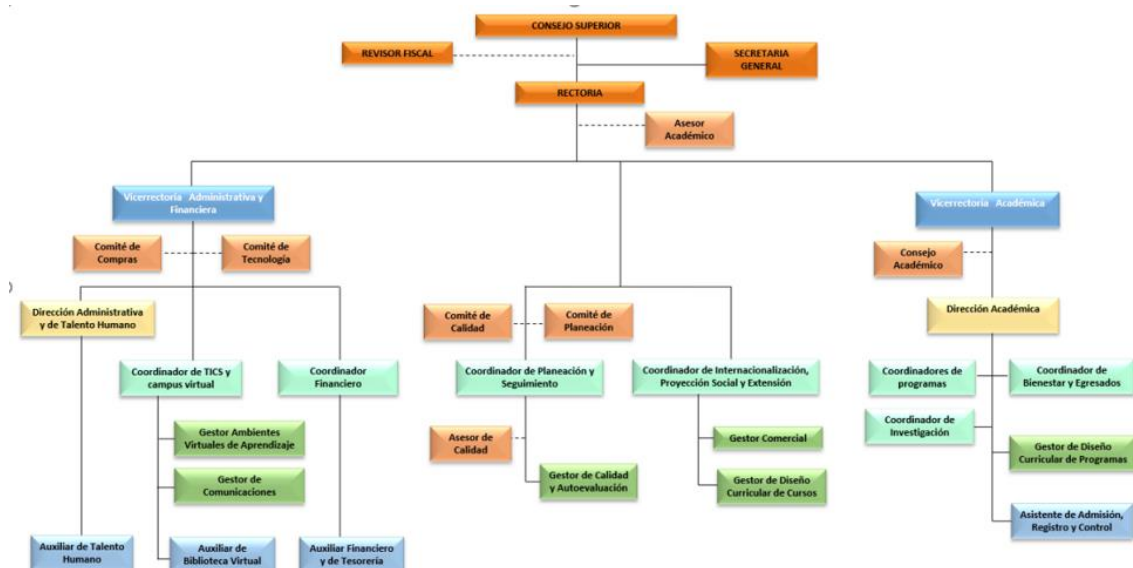 CONSEJO SUPERIOR
REVISOR FISCAL
SECRETARIA
GENERAL
RECTORIA
Asesor
Académico
Vicerrectoría Administrativa y
Financiera
Vicerrectoría Académica
Comité de
Compras
Comité de
Tecnología
Consejo
Académico
Dirección Administrativa
y de Talento Humano
Comité de
Calidad
Comité de
Planeación
Dirección Académica
Coordinador de TICS y
campus virtual
Coordinador
Financiero
Coordinador de Planeación y
Seguimiento
Coordinador de Internacionalización,
Proyección Social y Extensión
Coordinadores de
programas
Coordinador de
Bienestar y Egresados
Gestor Ambientes
Virtuales de Aprendizaje
Asesor de
Calidad
Gestor Comercial
Coordinador de
Investigación
Gestor de Diseño
Curricular de Programas
Gestor de
Comunicaciones
Gestor de Calidad
y Autoevaluación
Gestor de Diseño
Curricular de Cursos
Asistente de Admisión,
Registro y Control
Auxiliar de Talento
Humano
Auxiliar de
Biblioteca Virtual
Auxiliar Financiero
y de Tesorería